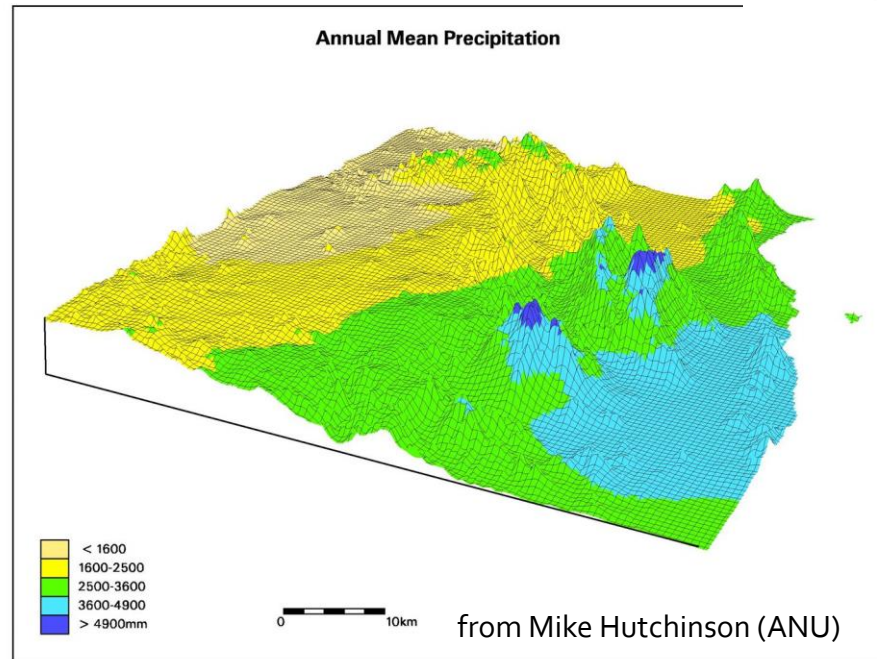 Annual Mean Precipitation
< 1600
1600-2500
2500-3600
3600-4900
> 4900mm
0 10km
from Mike Hutchinson (ANU)